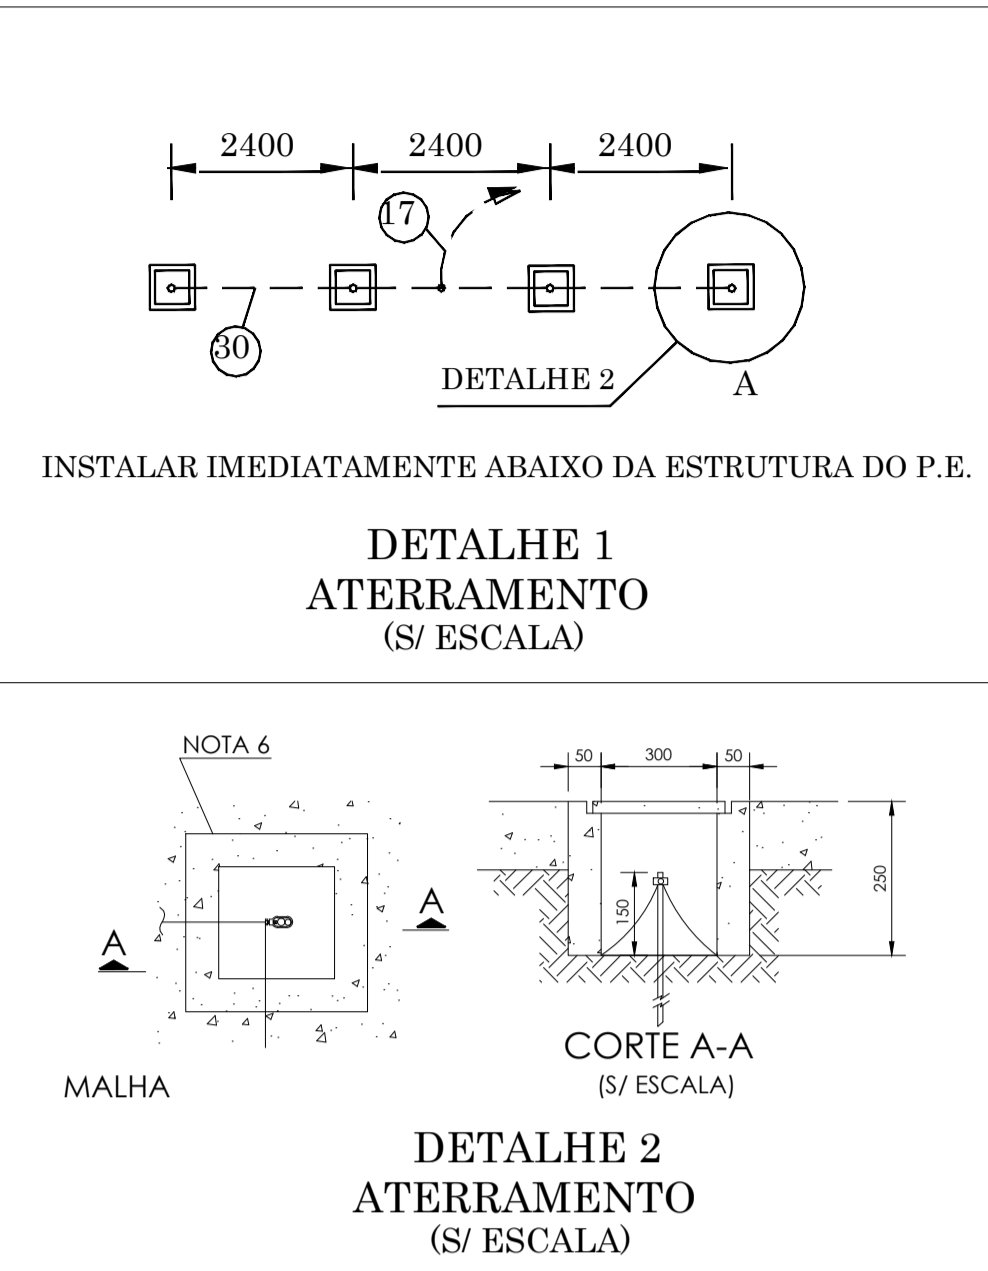 2400 2400 2400
17
30
DETALHE 2
A
INSTALAR IMEDIATAMENTE ABAIXO DA ESTRUTURA DO P.E.
DETALHE 1
ATERRAMENTO
(S/ ESCALA)
NOTA 6
A
A
MALHA
50 300 50
150
250
CORTE A-A
(S/ ESCALA)
DETALHE 2
ATERRAMENTO
(S/ ESCALA)